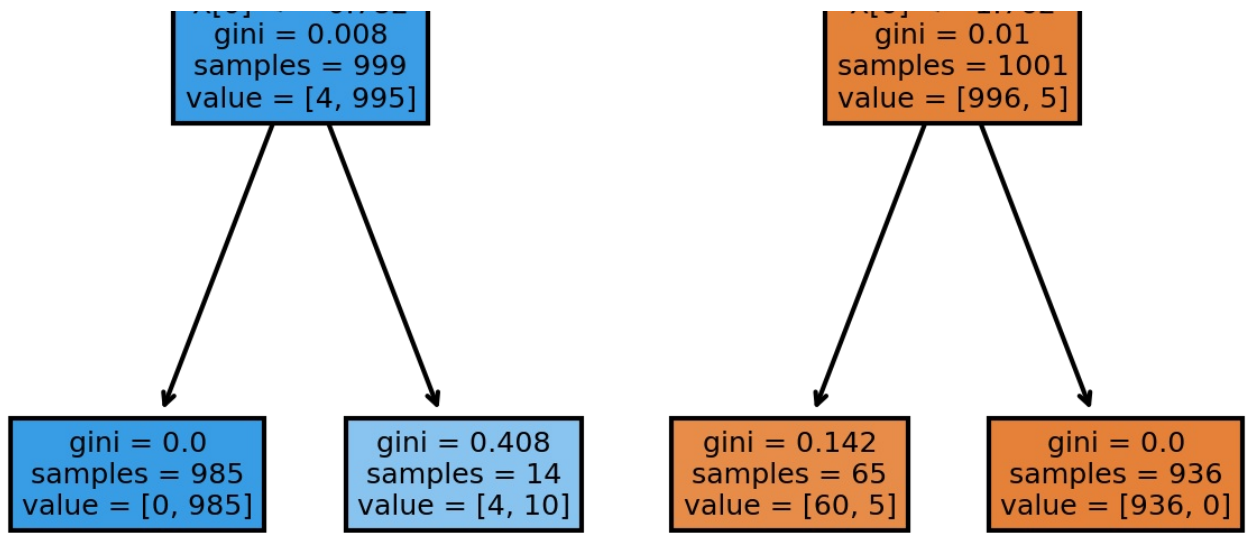 gini = 0.008
samples = 999
value = [4, 995]
gini = 0.01
samples = 1001
value = [996, 5]
gini = 0.0
samples = 985
value = [0, 985]
gini = 0.408
samples = 14
value = [4, 10]
gini = 0.142
samples = 65
value = [60, 5]
gini = 0.0
samples = 936
value = [936, 0]